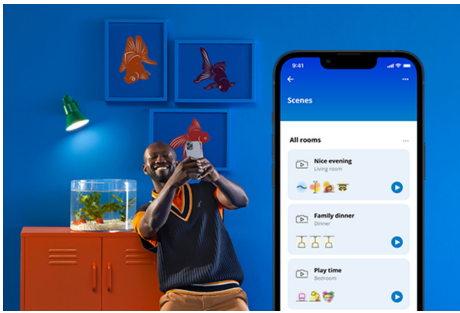 9:41
Scenes
All rooms
Nice evening
Living room
Family dinner
Dinner
Play time
Bedroom